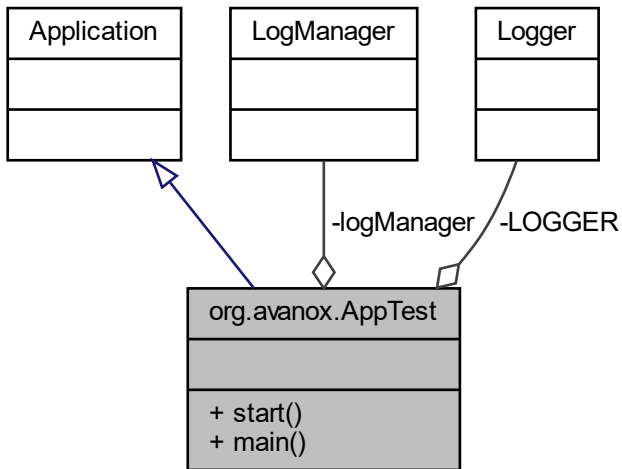 Application
LogManager
Logger
-logManager
-LOGGER
org.avanox.AppTest
+ start()
+ main()